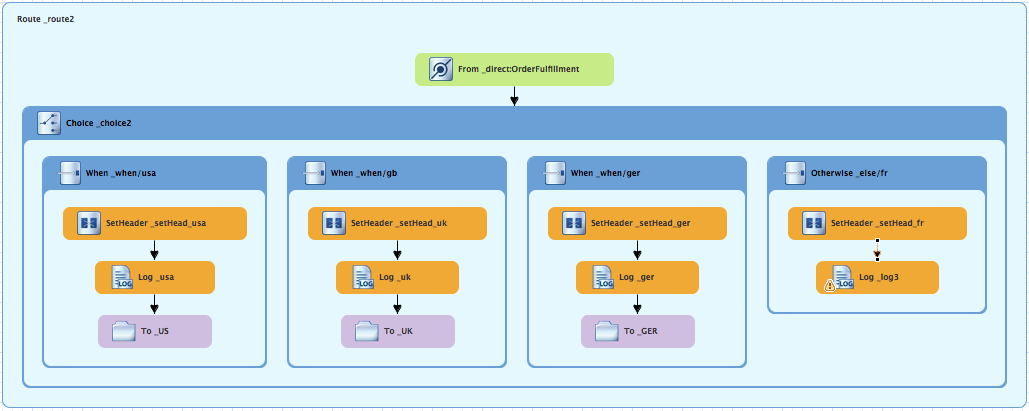 Route _route2
From _direct:OrderFulfillment
Choice _choice2
When _when/usa
When _when/gb
When _when/ger
Otherwise _else/fr
SetHeader _setHead_usa
SetHeader _setHead_uk
SetHeader _setHead_ger
SetHeader _setHead_fr
LOG Log _usa
LOG Log _uk
LOG Log _ger
LOG Log _log3
To _US
To _UK
To _GER